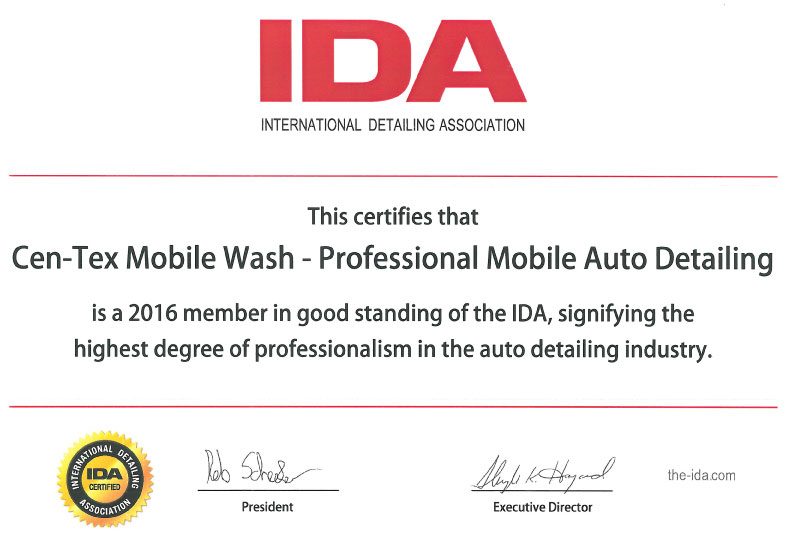 IDA
INTERNATIONAL DETAILING ASSOCIATION
This certifies that
Cen-Tex Mobile Wash - Professional Mobile Auto Detailing
is a 2016 member in good standing of the IDA, signifying the
highest degree of professionalism in the auto detailing industry.
INTERNATIONAL DETAILING
IDA
CERTIFIED
ASSOCIATION
President
Executive Director
the-ida.com